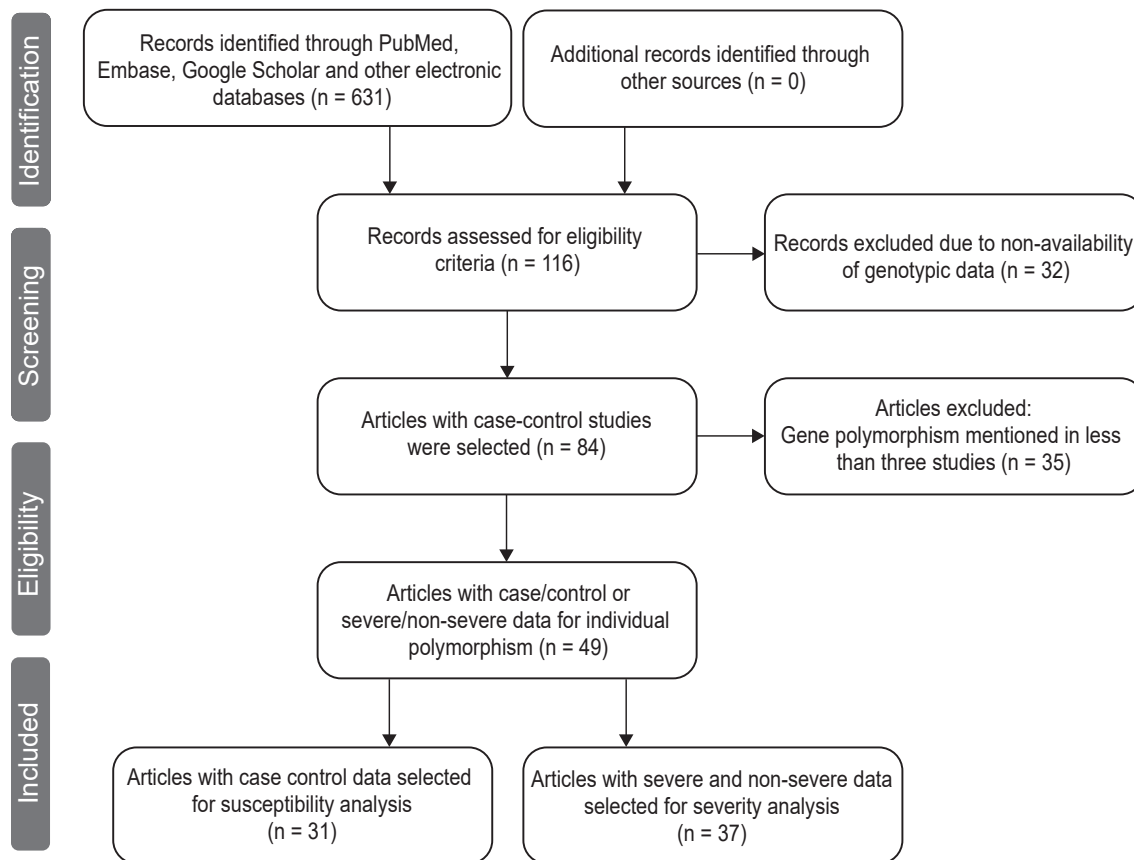 Identification
Records identified through PubMed,
Embase, Google Scholar and other electronic
databases (n = 631)
Additional records identified through
other sources (n = 0)
Screening
Records assessed for eligibility
criteria (n = 116)
Records excluded due to non-availability
of genotypic data (n = 32)
Articles with case-control studies
were selected (n = 84)
Articles excluded:
Gene polymorphism mentioned in less
than three studies (n = 35)
Eligibility
Articles with case/control or
severe/non-severe data for individual
polymorphism (n = 49)
Included
Articles with case control data selected
for susceptibility analysis
(n = 31)
Articles with severe and non-severe data
selected for severity analysis
(n = 37)